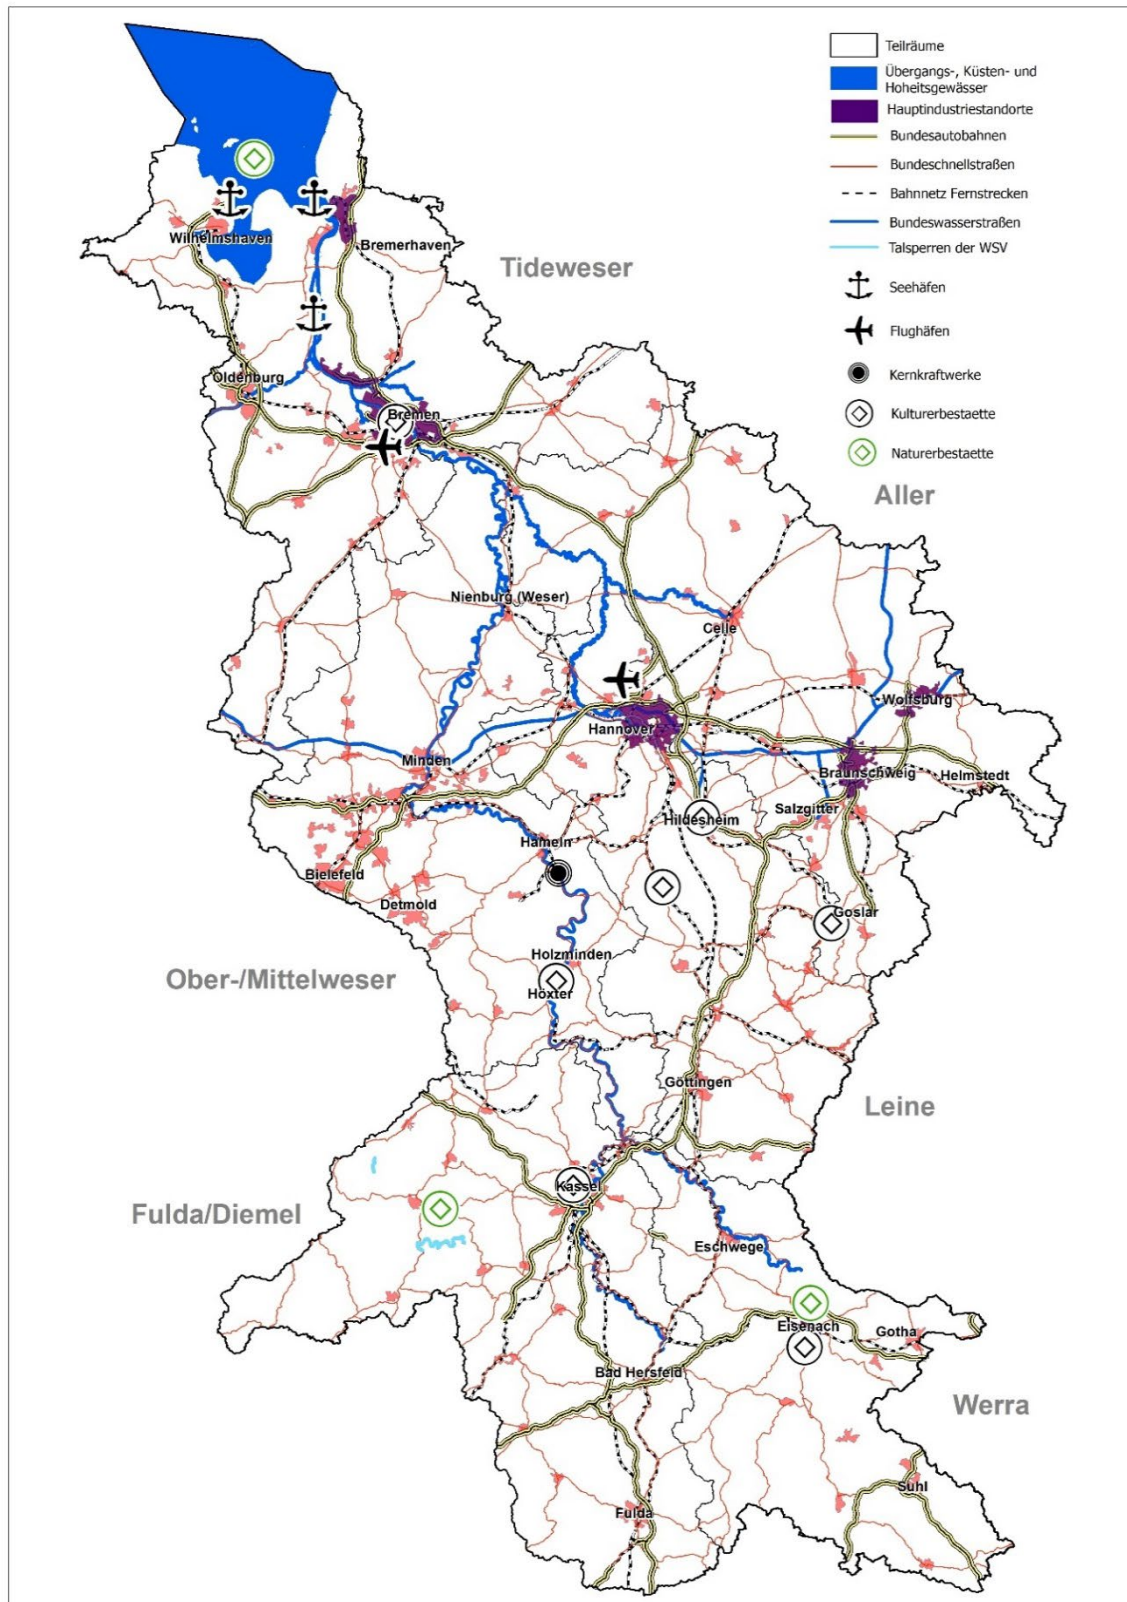 Teilräume
Übergangs-, Küsten- und
Hoheitsgewässer
Hauptindustriestandorte
Bundesautobahnen
Bundeschnellstraßen
Bahnnetz Fernstrecken
Bundeswasserstraßen
Talsperren der WSV
Seehäfen
Flughäfen
Kernkraftwerke
Kulturerbestaette
Naturerbestaette
Wilhelmshaven
Bremerhaven
Tideweser
Oldenburg
Bremen
Aller
Nienburg (Weser)
Celle
Wolfsburg
Hannover
Minden
Braunschweig
Helmstedt
Salzgitter
Hildesheim
Hameln
Bielefeld
Detmold
Goslar
Holzminden
Ober-/Mittelweser
Höxter
Göttingen
Leine
Kassel
Fulda/Diemel
Eschwege
Eisenach
Gotha
Bad Hersfeld
Werra
Suhl
Fulda